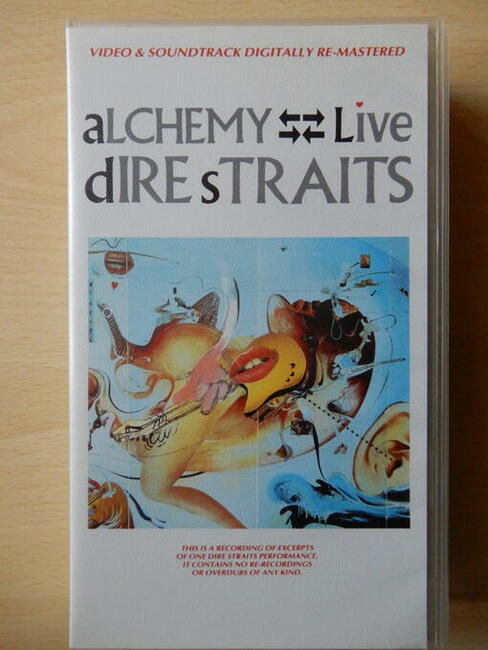 VIDEO & SOUNDTRACK DIGITALLY RE-MASTERED
aLCHEMY Live
dIRE sTRAITS
THIS IS A RECORDING OF EXCERPTS
OF ONE DIRE STRAITS PERFORMANCE,
IT CONTAINS NO RE-RECORDINGS
OR OVERDUBS OF ANY KIND.